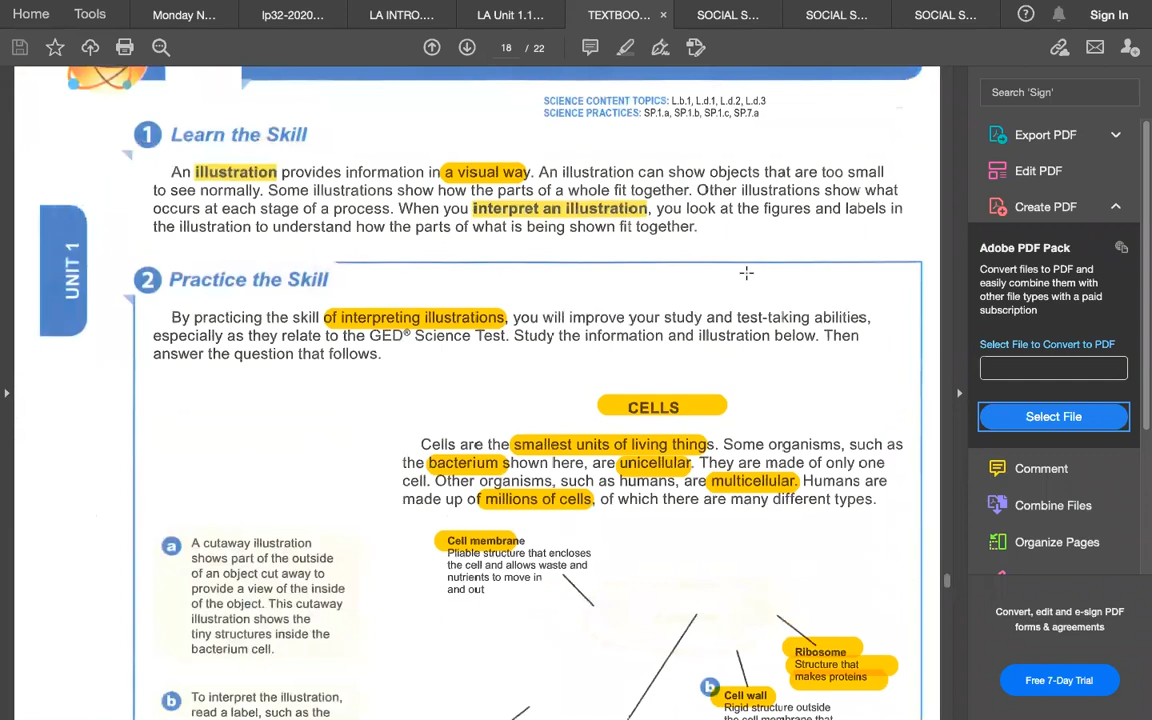 Home Tools Monday N... lp32-2020... LA INTRO.... LA Unit 1.1... TEXTBOO... × SOCIAL S... SOCIAL S... SOCIAL S... Sign In
18 / 22
SCIENCE CONTENT TOPICS: L.b.1, L.d.1, L.d.2, L.d.3
SCIENCE PRACTICES: SP.1.a, SP.1.b, SP.1.c, SP.7.a
1 Learn the Skill
An illustration provides information in a visual way. An illustration can show objects that are too small
to see normally. Some illustrations show how the parts of a whole fit together. Other illustrations show what
occurs at each stage of a process. When you interpret an illustration, you look at the figures and labels in
the illustration to understand how the parts of what is being shown fit together.
UNIT 1
2 Practice the Skill
By practicing the skill of interpreting illustrations, you will improve your study and test-taking abilities,
especially as they relate to the GED® Science Test. Study the information and illustration below. Then
answer the question that follows.
CELLS
Cells are the smallest units of living things. Some organisms, such as
the bacterium shown here, are unicellular. They are made of only one
cell. Other organisms, such as humans, are multicellular. Humans are
made up of millions of cells, of which there are many different types.
a A cutaway illustration
shows part of the outside
of an object cut away to
provide a view of the inside
of the object. This cutaway
illustration shows the
tiny structures inside the
bacterium cell.
b To interpret the illustration,
read a label, such as the
Cell membrane
Pliable structure that encloses
the cell and allows waste and
nutrients to move in
and out
Ribosome
Structure that
makes proteins
b Cell wall
Rigid structure outside
the cell membrane that
Search 'Sign'
Export PDF
Edit PDF
Create PDF
Adobe PDF Pack
Convert files to PDF and
easily combine them with
other file types with a paid
subscription
Select File to Convert to PDF
Select File
Comment
Combine Files
Organize Pages
Convert, edit and e-sign PDF
forms & agreements
Free 7-Day Trial